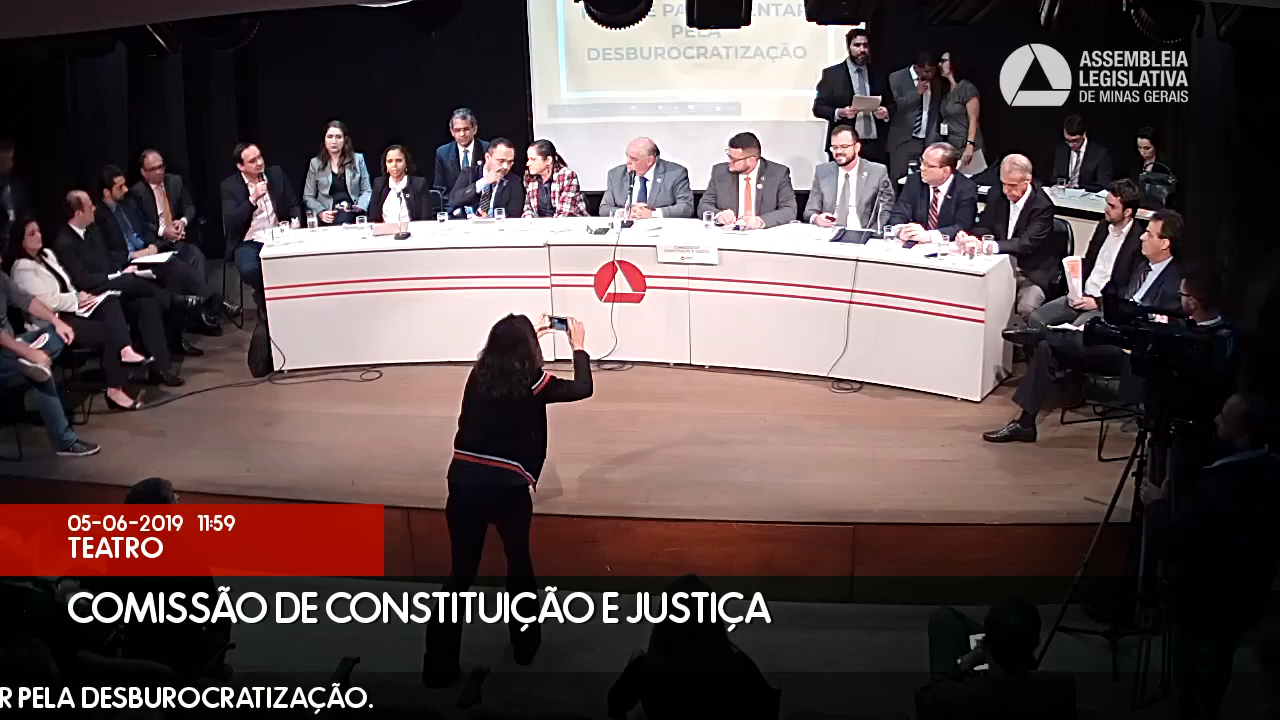 PELA
DESBUROCRATIZAÇÃO
ASSEMBLEIA
LEGISLATIVA
DE MINAS GERAIS
05-06-2019 11:59
TEATRO
COMISSÃO DE CONSTITUIÇÃO E JUSTIÇA
R PELA DESBUROCRATIZAÇÃO.